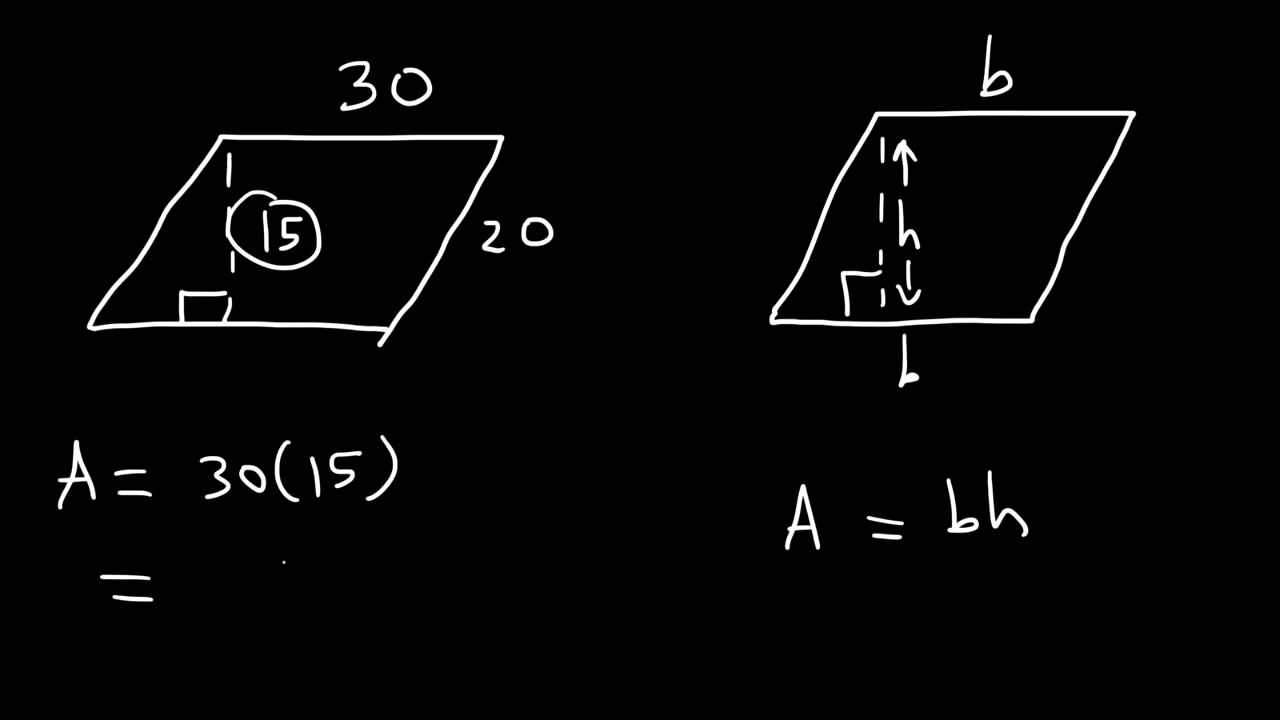 30
15
20
A = 30(15)
=
b
h
b
A = bh